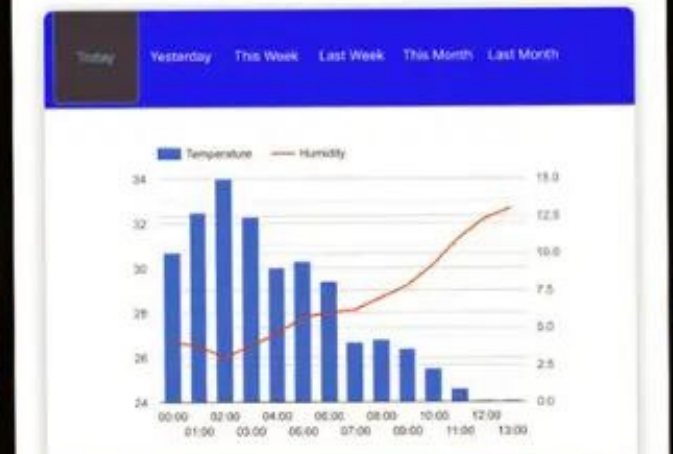 Today Yesterday This Week Last Week This Month Last Month
Temperature Humidity
34 15.0
32 12.5
30 10.0
28 7.5
26 5.0
2.5
24 0.0
00:00 02:00 04:00 06:00 08:00 10:00 12:00
01:00 03:00 05:00 07:00 09:00 11:00 13:00